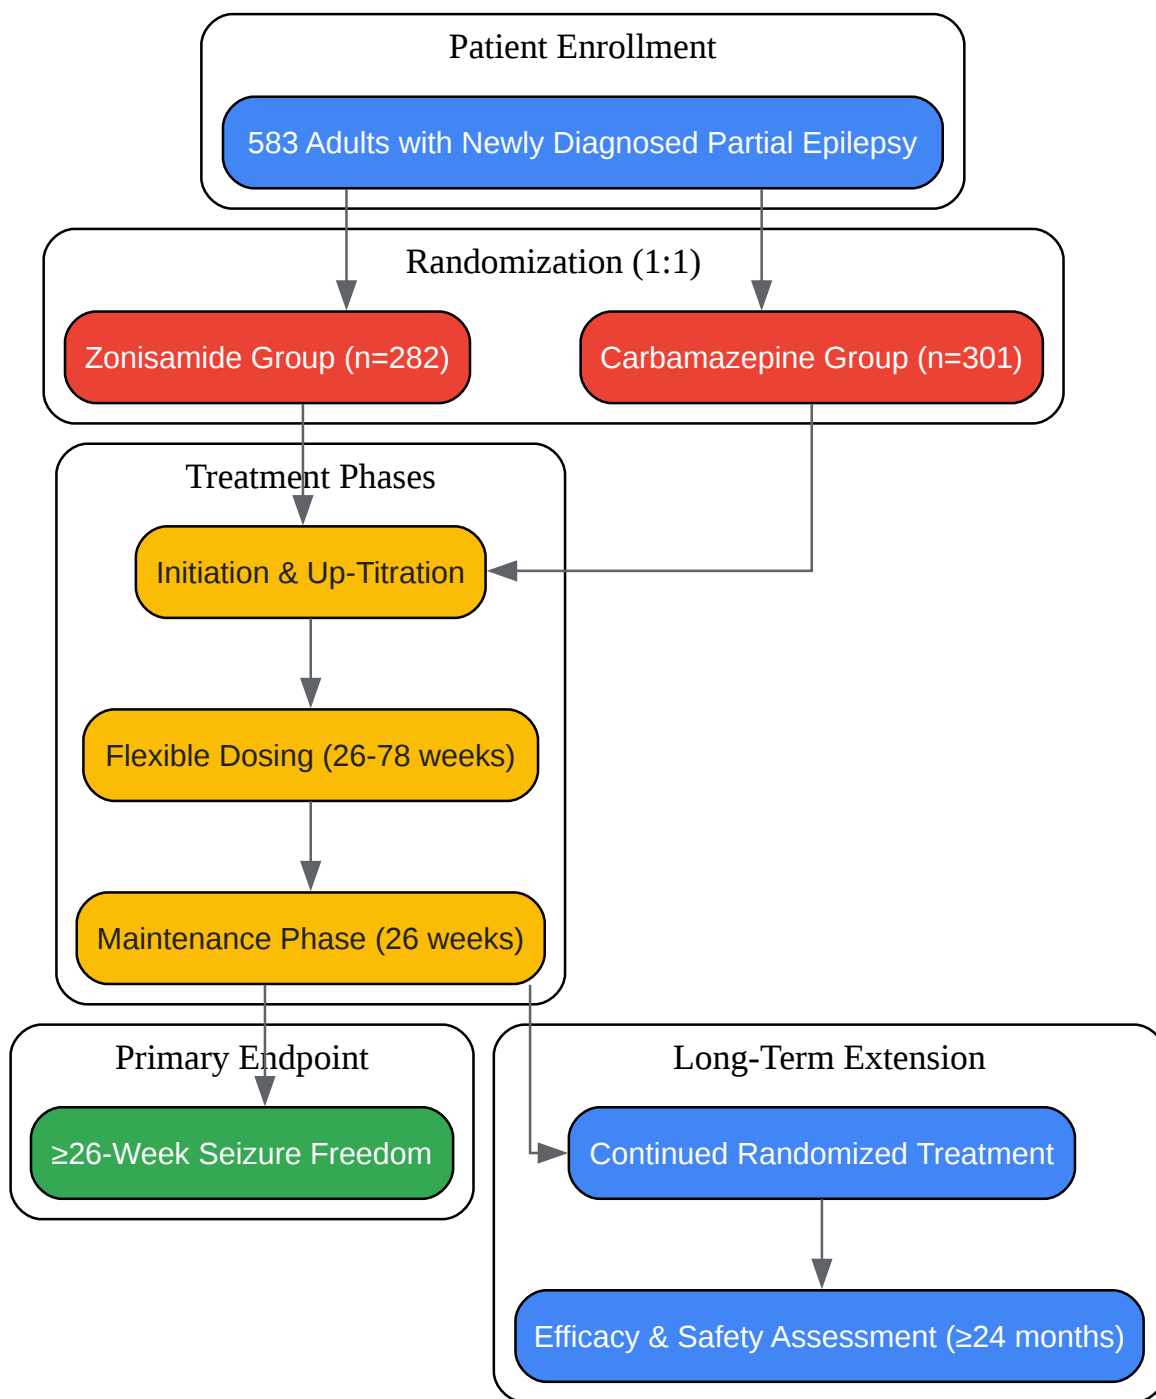 Patient Enrollment
583 Adults with Newly Diagnosed Partial Epilepsy
Randomization (1:1)
Zonisamide Group (n=282)
Carbamazepine Group (n=301)
Treatment Phases
Initiation & Up-Titration
Flexible Dosing (26-78 weeks)
Maintenance Phase (26 weeks)
Primary Endpoint
≥26-Week Seizure Freedom
Long-Term Extension
Continued Randomized Treatment
Efficacy & Safety Assessment (≥24 months)